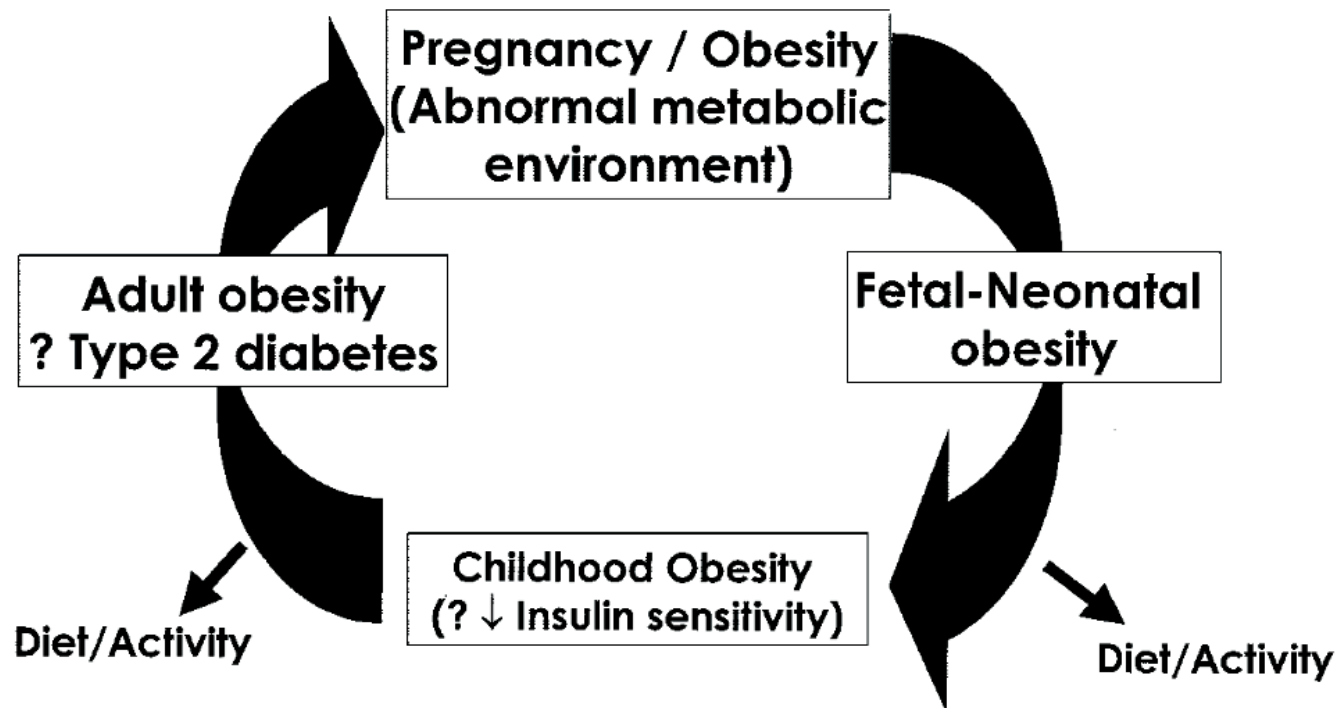 Pregnancy / Obesity
(Abnormal metabolic
environment)
Adult obesity
? Type 2 diabetes
Fetal-Neonatal
obesity
Childhood Obesity
(? ↓ Insulin sensitivity)
Diet/Activity
Diet/Activity